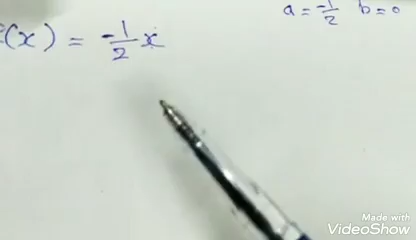 (x) = -1/2 x
a = -1/2 b = 0
Made with
VideoShow